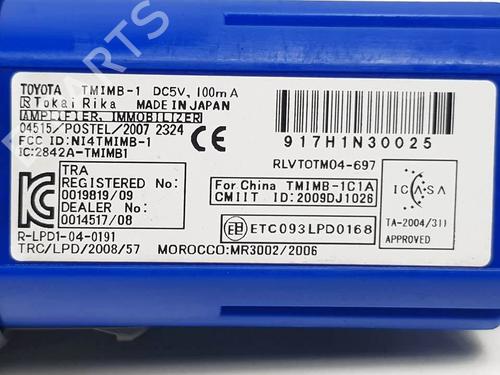 TOYOTA TMIMB-1 DC5V, 100mA
Tokai Rika MADE IN JAPAN
AMPLIFIER, IMMOBILIZER
04515/POSTEL/2007 2324
FCC ID:NI4TMIMB-1
IC:2842A-TMIMB1
917H1N30025
RLVTOTM04-697
TRA
REGISTERED No:
0019819/09
DEALER No:
0014517/08
For China TMIMB-1C1A
CMIIT ID:2009DJ1026
ETC093LPD0168
ICASA
TA-2004/311
APPROVED
R-LPD1-04-0191
TRC/LPD/2008/57 MOROCCO:MR3002/2006
PARTS